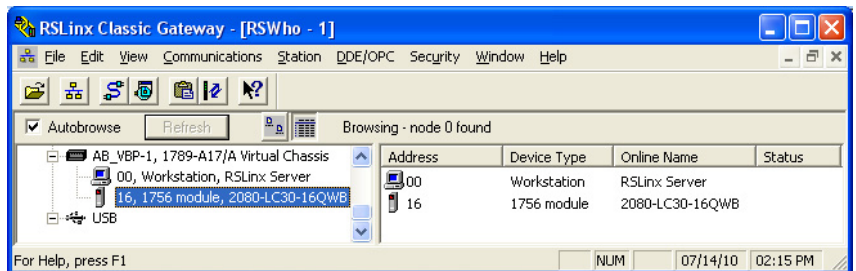 RSLinx Classic Gateway - [RSWho - 1]
File Edit View Communications Station DDE/OPC Security Window Help
Autobrowse Refresh Browsing - node 0 found
AB_VBP-1, 1789-A17/A Virtual Chassis
00, Workstation, RSLinx Server
16, 1756 module, 2080-LC30-16QWB
USB
Address Device Type Online Name Status
00 Workstation RSLinx Server
16 1756 module 2080-LC30-16QWB
For Help, press F1 NUM 07/14/10 02:15 PM